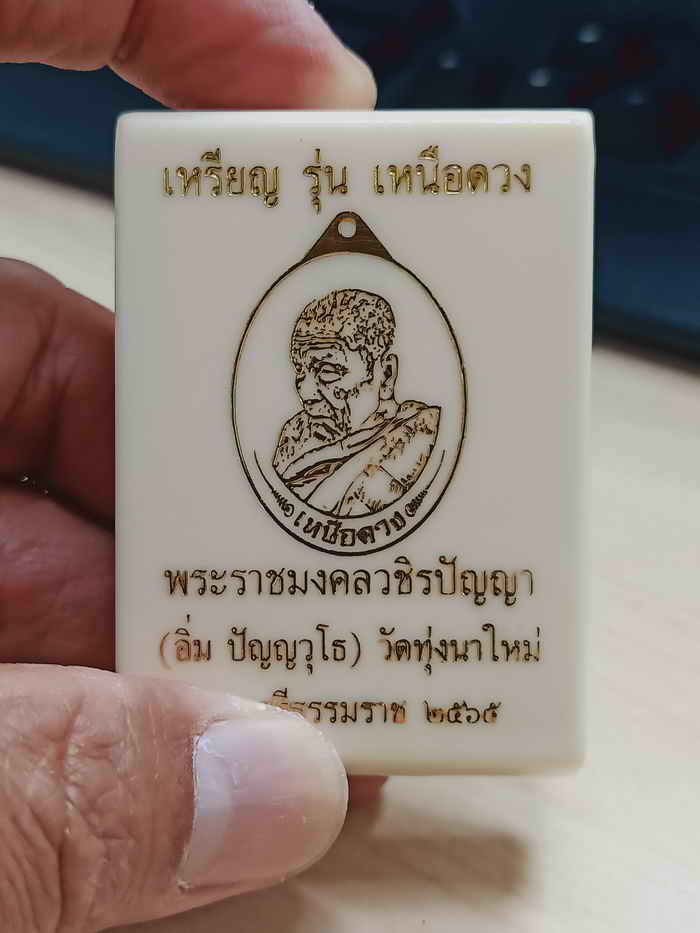 เหรียญ รุ่น เหนือดวง
เหนือดวง
พระราชมงคลวชิรปัญญา
(อิ่ม ปัญญวุโธ) วัดทุ่งนาใหม่
รีธรรมราช ๒๕๖๕